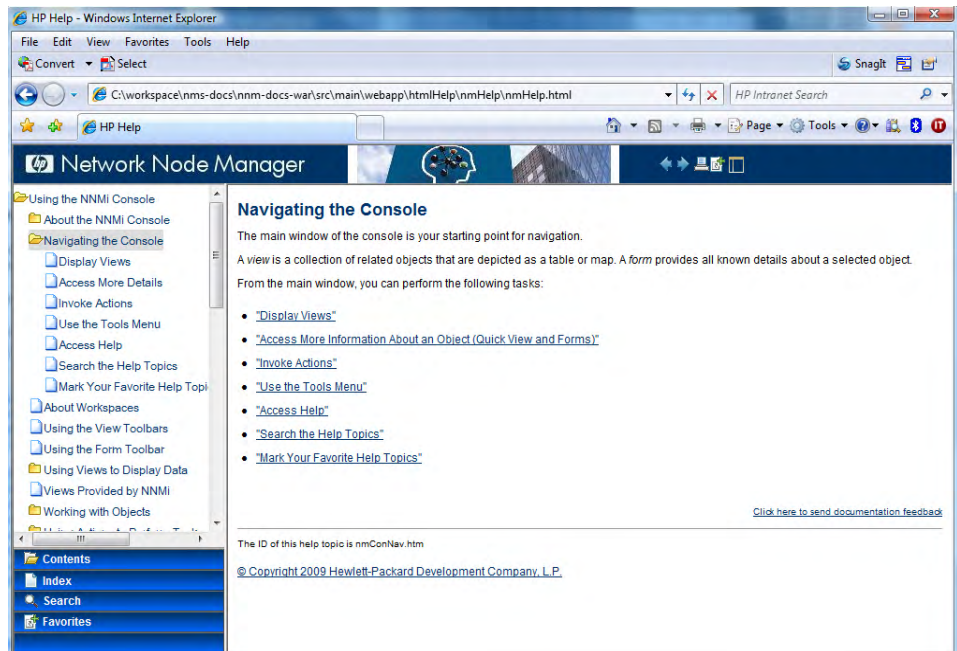 HP Help - Windows Internet Explorer
File Edit View Favorites Tools Help
Convert Select
SnagIt
C:\workspace\nms-docs\nnm-docs-war\src\main\webapp\htmlHelp\nmHelp\nmHelp.html
HP Intranet Search
HP Help
Page Tools
hp Network Node Manager
Using the NNMi Console
About the NNMi Console
Navigating the Console
Display Views
Access More Details
Invoke Actions
Use the Tools Menu
Access Help
Search the Help Topics
Mark Your Favorite Help Topi
About Workspaces
Using the View Toolbars
Using the Form Toolbar
Using Views to Display Data
Views Provided by NNMi
Working with Objects
Contents
Index
Search
Favorites
Navigating the Console
The main window of the console is your starting point for navigation.
A view is a collection of related objects that are depicted as a table or map. A form provides all known details about a selected object.
From the main window, you can perform the following tasks:
• "Display Views"
• "Access More Information About an Object (Quick View and Forms)"
• "Invoke Actions"
• "Use the Tools Menu"
• "Access Help"
• "Search the Help Topics"
• "Mark Your Favorite Help Topics"
Click here to send documentation feedback
The ID of this help topic is nmConNav.htm
© Copyright 2009 Hewlett-Packard Development Company, L.P.